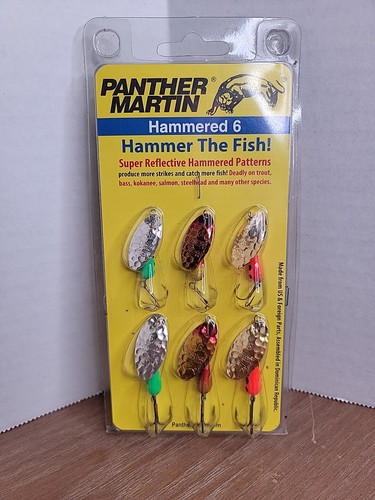 PANTHER
MARTIN®
Hammered 6
Hammer The Fish!
Super Reflective Hammered Patterns
produce more strikes and catch more fish! Deadly on trout,
bass, kokanee, salmon, steelhead and many other species.
Made from US & Foreign Parts, Assembled in Dominican Republic.